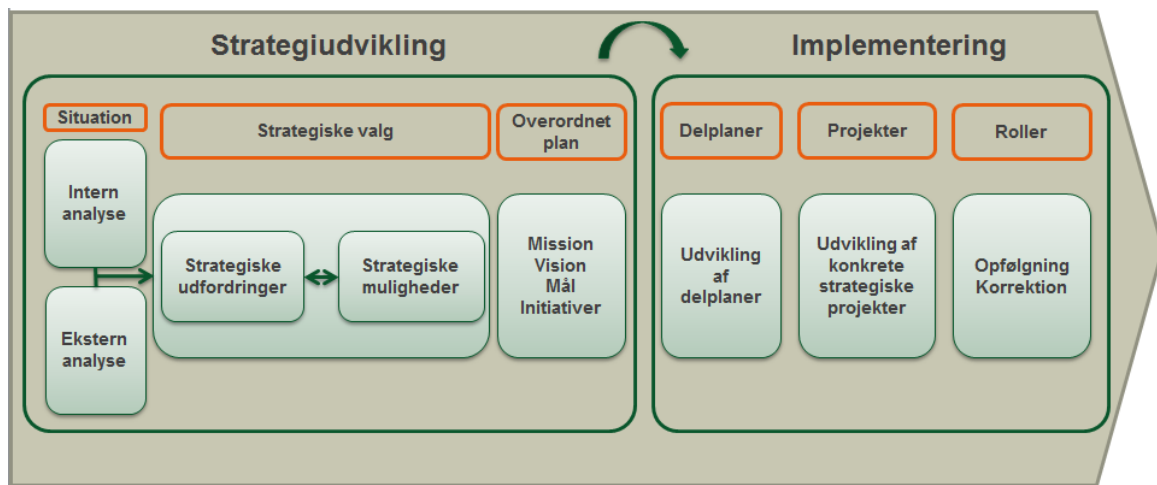 Strategiudvikling
Implementering
Situation
Strategiske valg
Overordnet
plan
Delplaner
Projekter
Roller
Intern
analyse
Ekstern
analyse
Strategiske
udfordringer
Strategiske
muligheder
Mission
Vision
Mål
Initiativer
Udvikling
af
delplaner
Udvikling af
konkrete
strategiske
projekter
Opfølgning
Korrektion